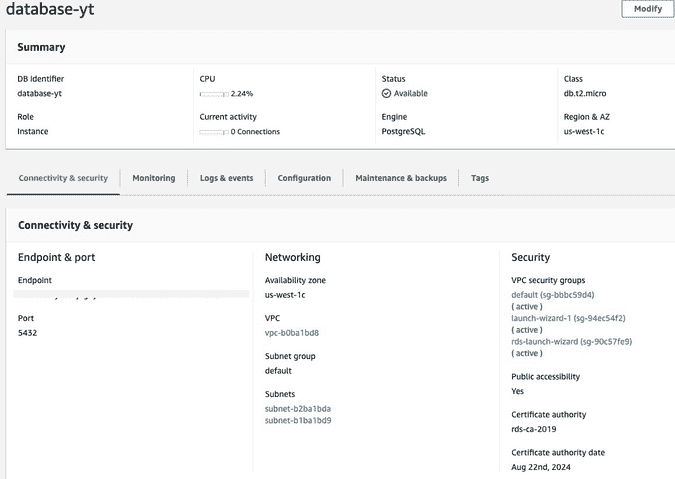 database-yt
Modify
Summary
DB Identifier
database-yt
CPU
2.24%
Status
Available
Class
db.t2.micro
Role
Instance
Current activity
0 Connections
Engine
PostgreSQL
Region & AZ
us-west-1c
Connectivity & security
Monitoring
Logs & events
Configuration
Maintenance & backups
Tags
Connectivity & security
Endpoint & port
Endpoint
Port
5432
Networking
Availability zone
us-west-1c
VPC
vpc-b0ba1bd8
Subnet group
default
Subnets
subnet-b2ba1bda
subnet-b1ba1bd9
Security
VPC security groups
default (sg-bbbc59d4)
( active )
launch-wizard-1 (sg-94ec54f2)
( active )
rds-launch-wizard (sg-90c57fe9)
( active )
Public accessibility
Yes
Certificate authority
rds-ca-2019
Certificate authority date
Aug 22nd, 2024